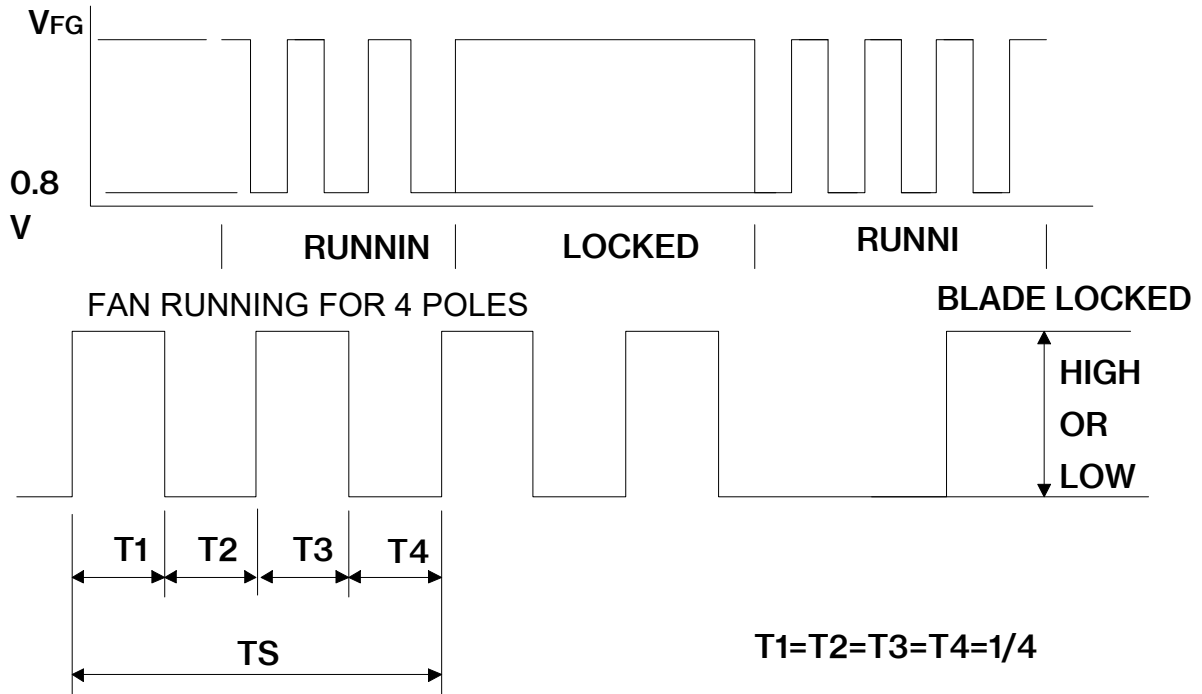 VFG
0.8
V
RUNNIN LOCKED RUNNI
FAN RUNNING FOR 4 POLES
BLADE LOCKED
HIGH
OR
LOW
T1 T2 T3 T4
TS
T1=T2=T3=T4=1/4